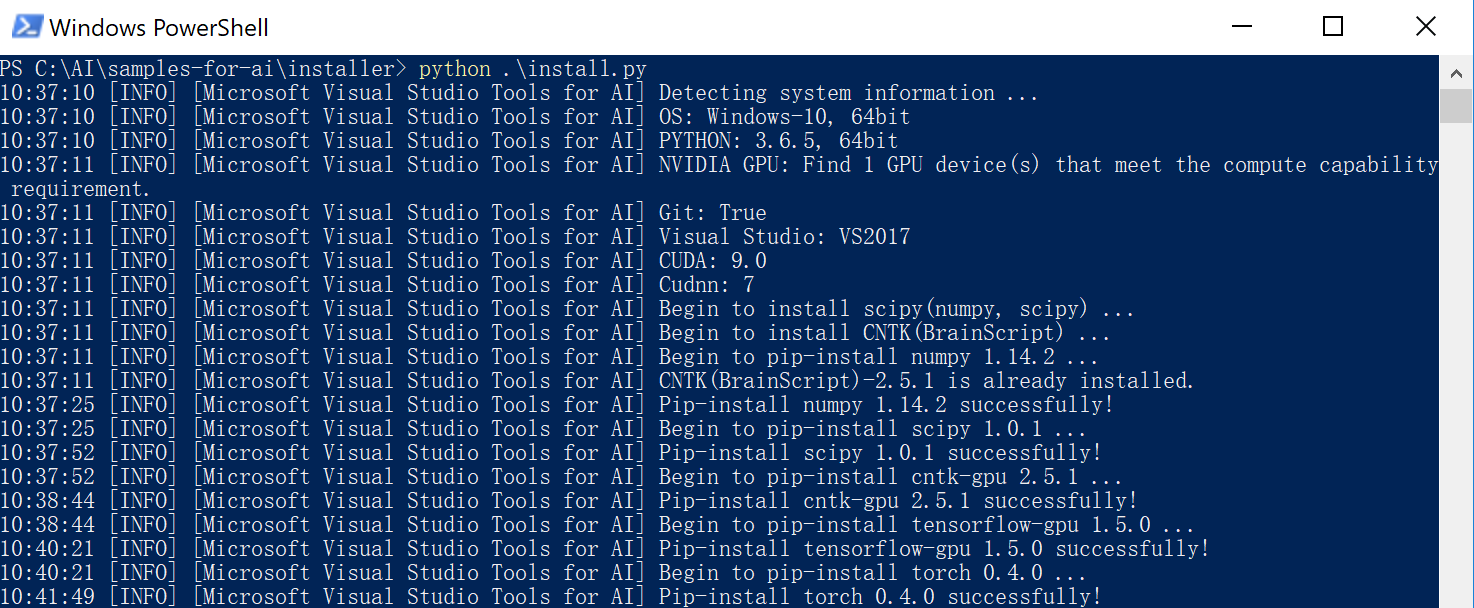 Windows PowerShell
PS C:\AI\samples-for-ai\installer> python .\install.py
10:37:10 [INFO] [Microsoft Visual Studio Tools for AI] Detecting system information ...
10:37:10 [INFO] [Microsoft Visual Studio Tools for AI] OS: Windows-10, 64bit
10:37:10 [INFO] [Microsoft Visual Studio Tools for AI] PYTHON: 3.6.5, 64bit
10:37:11 [INFO] [Microsoft Visual Studio Tools for AI] NVIDIA GPU: Find 1 GPU device(s) that meet the compute capability
requirement.
10:37:11 [INFO] [Microsoft Visual Studio Tools for AI] Git: True
10:37:11 [INFO] [Microsoft Visual Studio Tools for AI] Visual Studio: VS2017
10:37:11 [INFO] [Microsoft Visual Studio Tools for AI] CUDA: 9.0
10:37:11 [INFO] [Microsoft Visual Studio Tools for AI] Cudnn: 7
10:37:11 [INFO] [Microsoft Visual Studio Tools for AI] Begin to install scipy(numpy, scipy) ...
10:37:11 [INFO] [Microsoft Visual Studio Tools for AI] Begin to install CNTK(BrainScript) ...
10:37:11 [INFO] [Microsoft Visual Studio Tools for AI] Begin to pip-install numpy 1.14.2 ...
10:37:11 [INFO] [Microsoft Visual Studio Tools for AI] CNTK(BrainScript)-2.5.1 is already installed.
10:37:25 [INFO] [Microsoft Visual Studio Tools for AI] Pip-install numpy 1.14.2 successfully!
10:37:25 [INFO] [Microsoft Visual Studio Tools for AI] Begin to pip-install scipy 1.0.1 ...
10:37:52 [INFO] [Microsoft Visual Studio Tools for AI] Pip-install scipy 1.0.1 successfully!
10:37:52 [INFO] [Microsoft Visual Studio Tools for AI] Begin to pip-install cntk-gpu 2.5.1 ...
10:38:44 [INFO] [Microsoft Visual Studio Tools for AI] Pip-install cntk-gpu 2.5.1 successfully!
10:38:44 [INFO] [Microsoft Visual Studio Tools for AI] Begin to pip-install tensorflow-gpu 1.5.0 ...
10:40:21 [INFO] [Microsoft Visual Studio Tools for AI] Pip-install tensorflow-gpu 1.5.0 successfully!
10:40:21 [INFO] [Microsoft Visual Studio Tools for AI] Begin to pip-install torch 0.4.0 ...
10:41:49 [INFO] [Microsoft Visual Studio Tools for AI] Pip-install torch 0.4.0 successfully!